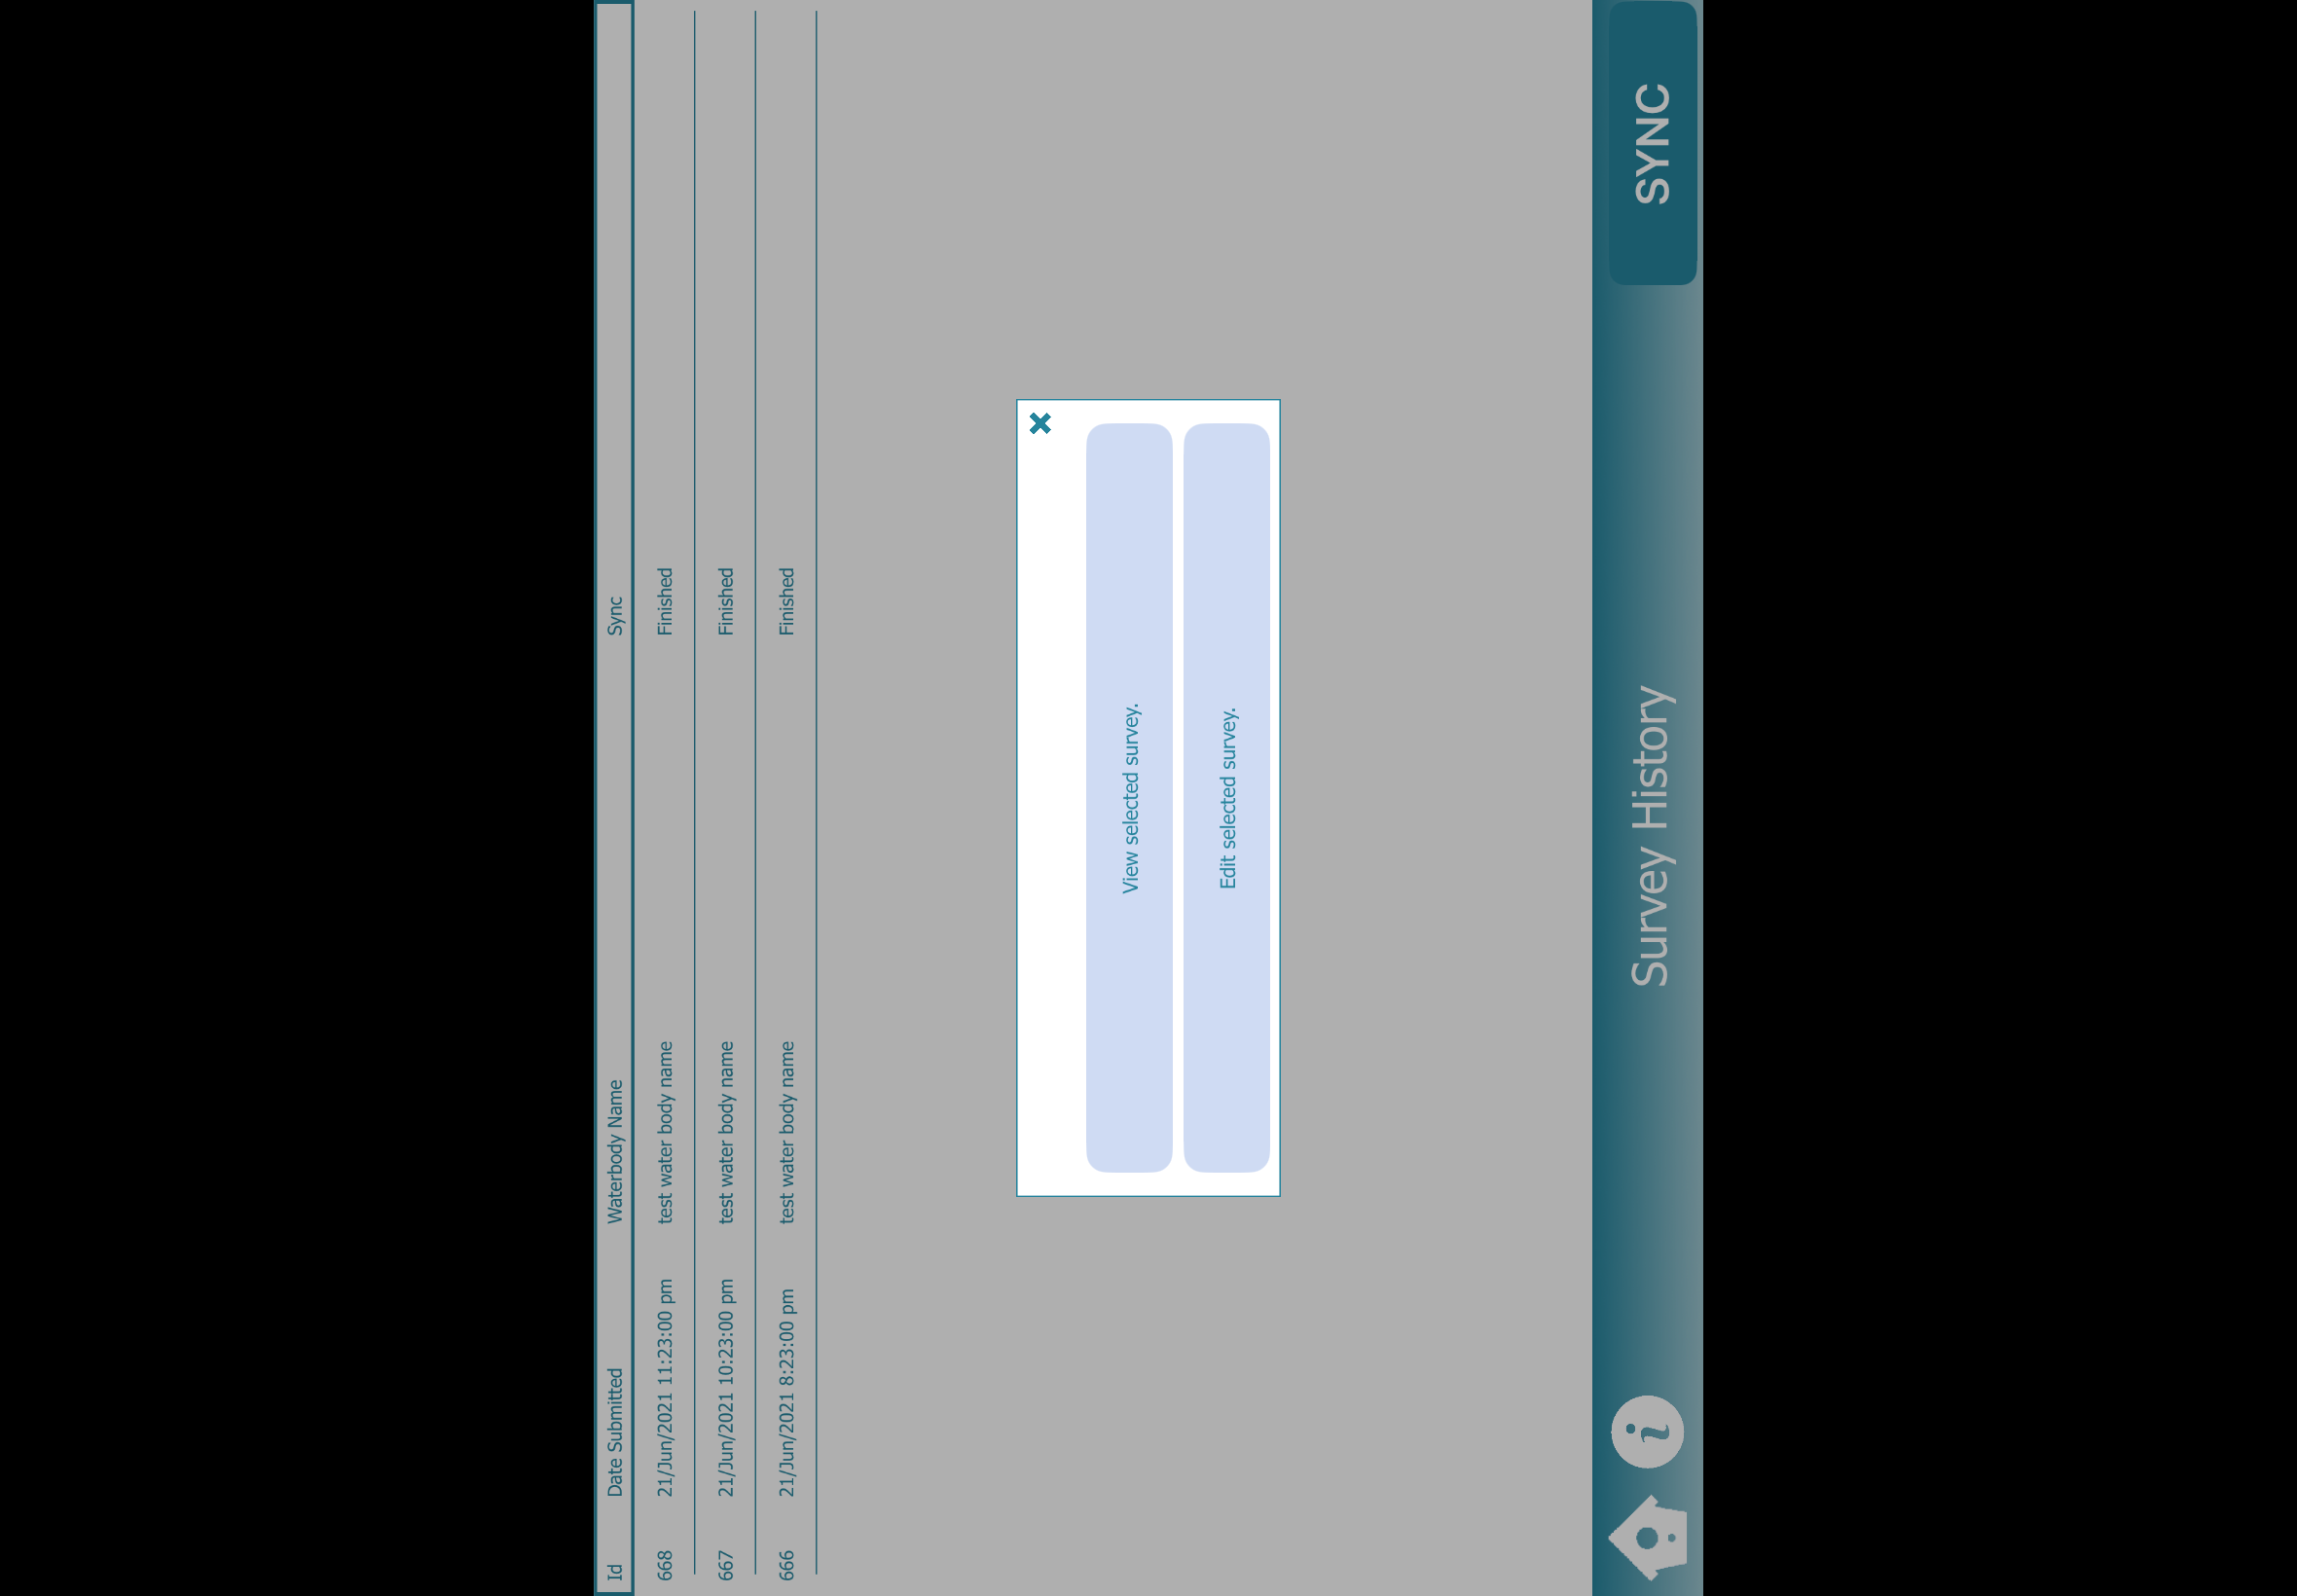 Id Date Submitted Waterbody Name Sync
668 21/Jun/2021 11:23:00 pm test water body name Finished
667 21/Jun/2021 10:23:00 pm test water body name Finished
666 21/Jun/2021 8:23:00 pm test water body name Finished
View selected survey.
Edit selected survey.
Survey History
SYNC